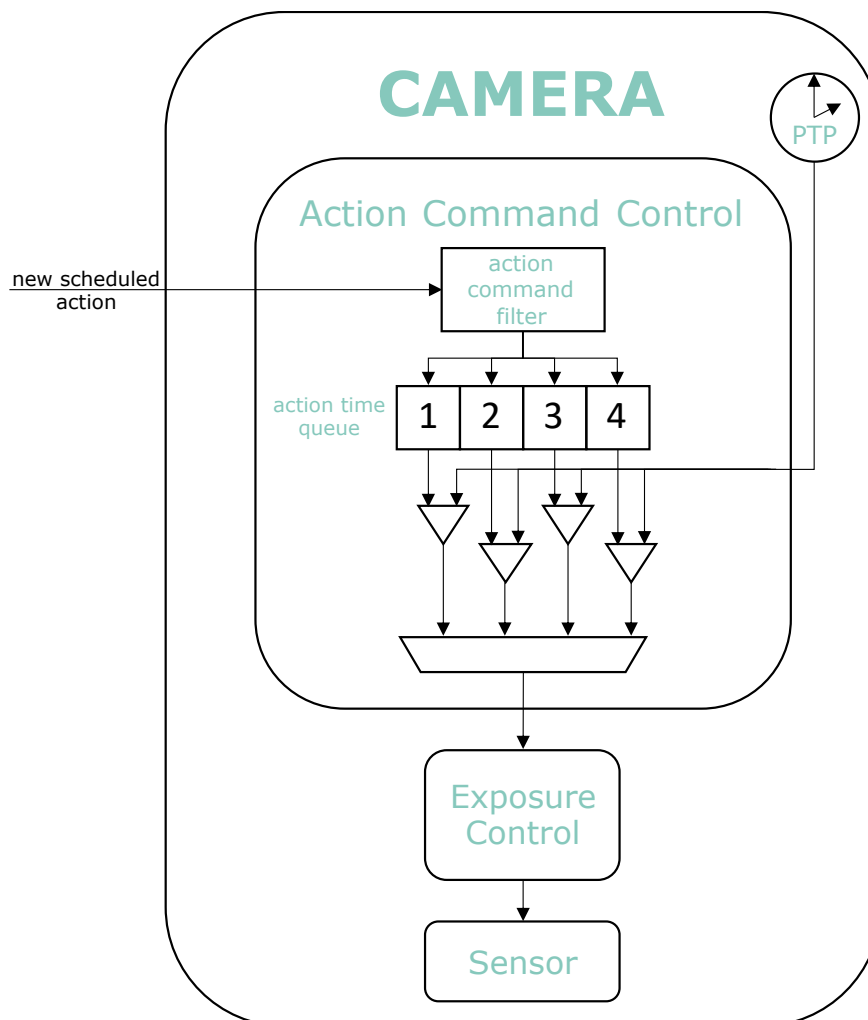 CAMERA
PTP
Action Command Control
new scheduled
action
action
command
filter
action time
queue
1 2 3 4
Exposure
Control
Sensor